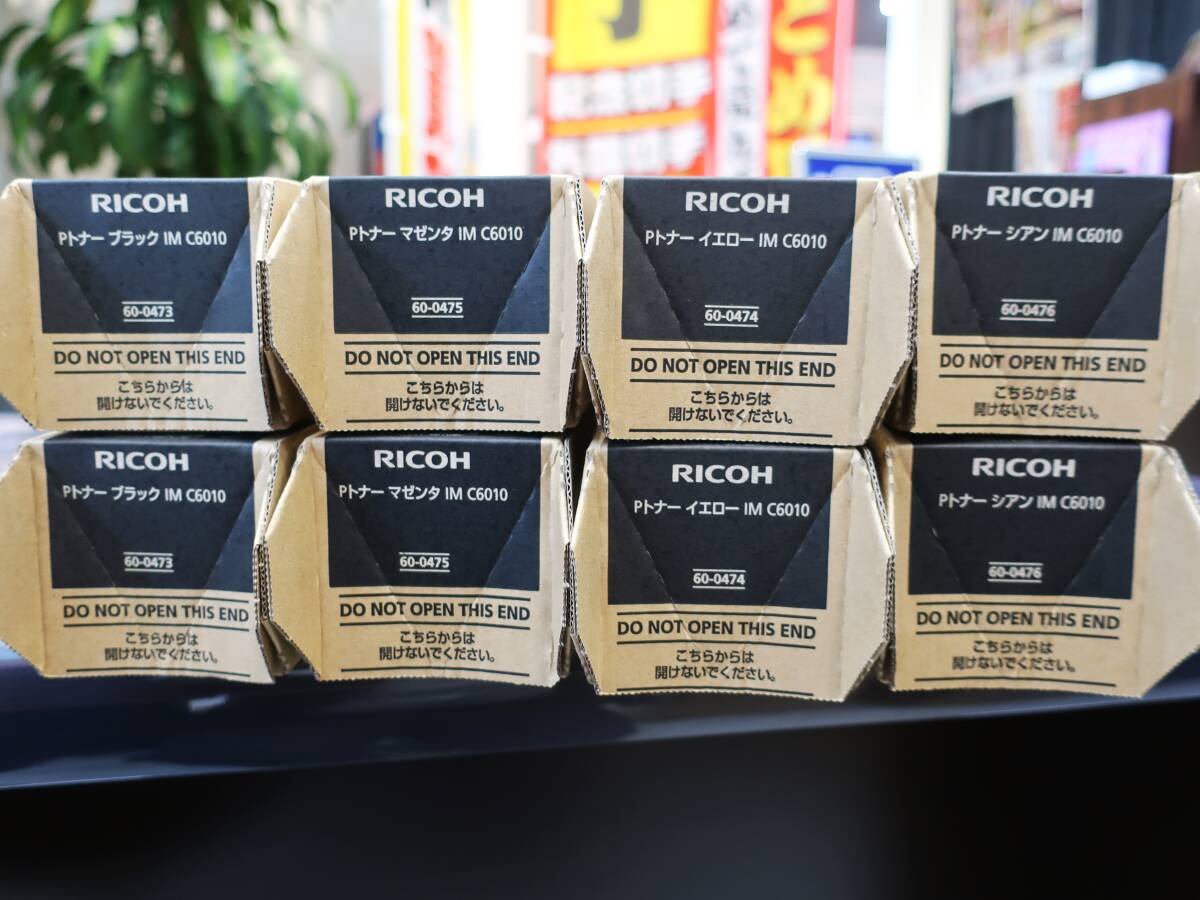 め
RICOH
Pトナー ブラック IM C6010
60-0473
DO NOT OPEN THIS END
こちらからは
開けないでください。
RICOH
Pトナー マゼンタ IM C6010
60-0475
DO NOT OPEN THIS END
こちらからは
開けないでください。
RICOH
Pトナー イエロー IM C6010
60-0474
DO NOT OPEN THIS END
こちらからは
開けないでください。
RICOH
Pトナー シアン IM C6010
60-0476
DO NOT OPEN THIS END
こちらからは
開けないでください。
RICOH
Pトナー ブラック IM C6010
60-0473
DO NOT OPEN THIS END
こちらからは
開けないでください。
RICOH
Pトナー マゼンタ IM C6010
60-0475
DO NOT OPEN THIS END
こちらからは
開けないでください。
RICOH
Pトナー イエロー IM C6010
60-0474
DO NOT OPEN THIS END
こちらからは
開けないでください。
RICOH
Pトナー シアン IM C6010
60-0476
DO NOT OPEN THIS END
こちらからは
開けないでください。